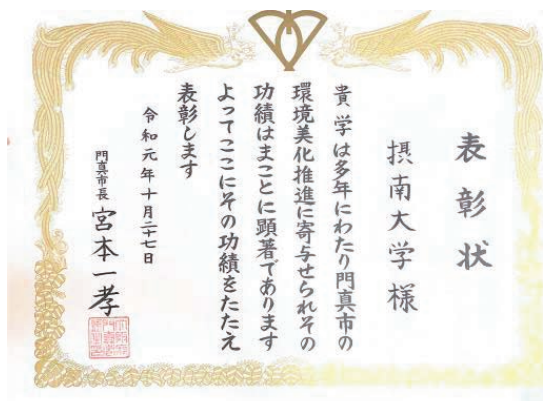 表彰状
摂南大学様
貴学は多年にわたり門真市の
環境美化推進に寄与せられその
功績はまことに顕著であります
よってここにその功績をたたえ
表彰します
令和元年十月二十七日
門真市長 宮本一孝